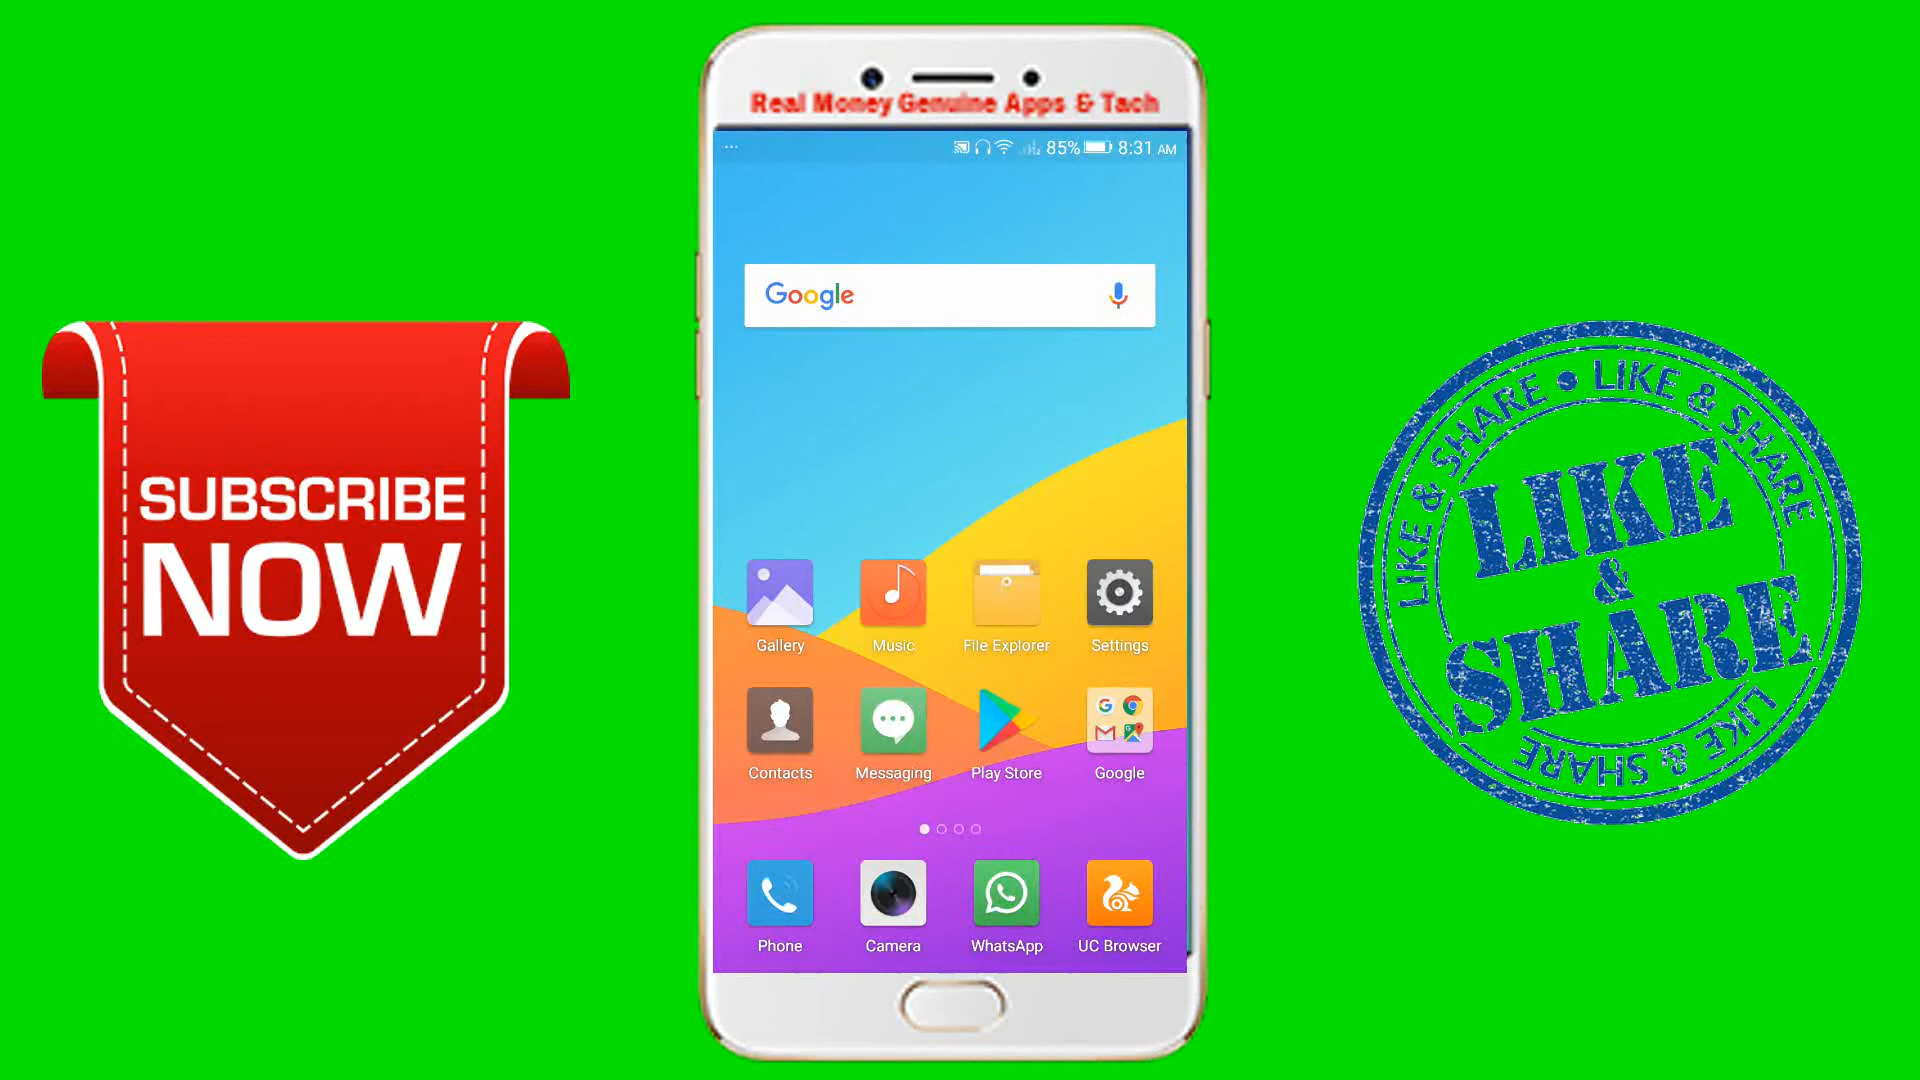 Real Money Genuine Apps & Tach
... 85% 8:31 AM
Google
SUBSCRIBE
NOW
LIKE & SHARE • LIKE & SHARE
LIKE
&
SHARE
LIKE & SHARE
Gallery Music File Explorer Settings
Contacts Messaging Play Store Google
Phone Camera WhatsApp UC Browser